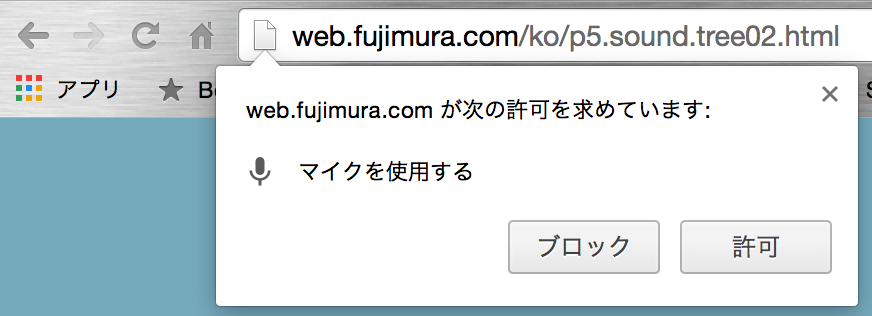 web.fujimura.com/ko/p5.sound.tree02.html
アプリ
web.fujimura.com が次の許可を求めています:
マイクを使用する
ブロック 許可